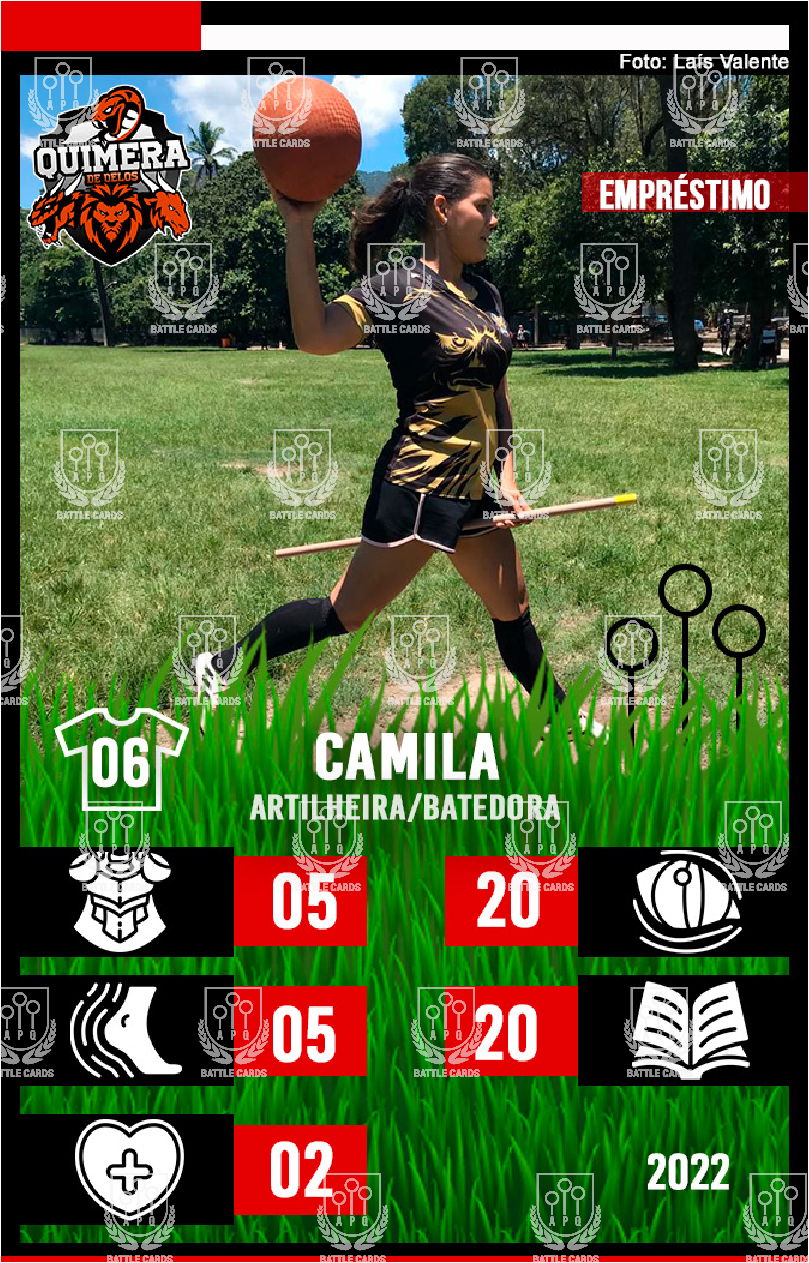 Foto: Laís Valente
QUIMERA
DE DELOS
EMPRÉSTIMO
06
CAMILA
ARTILHEIRA/BATEDORA
05
20
05
20
02
2022
APQ
BATTLE CARDS